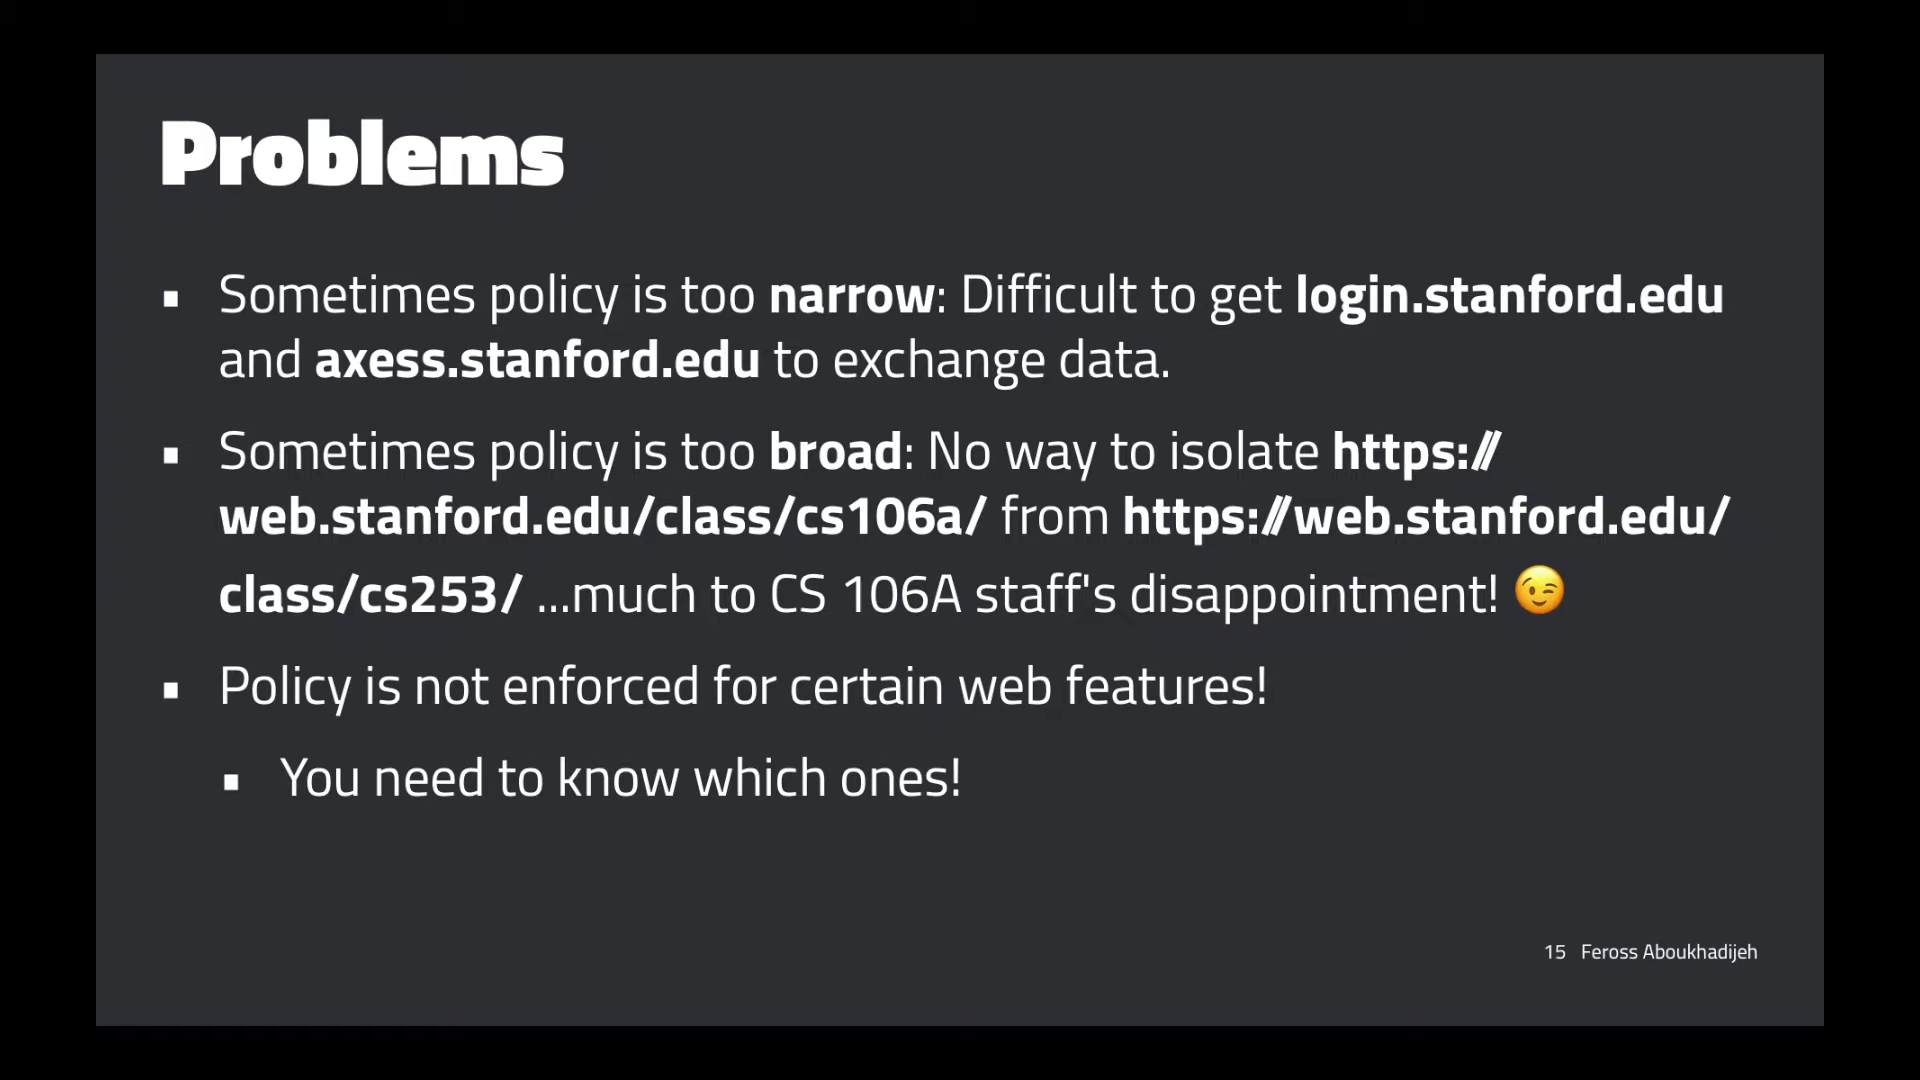 Problems
▪ Sometimes policy is too narrow: Difficult to get login.stanford.edu
and axess.stanford.edu to exchange data.
▪ Sometimes policy is too broad: No way to isolate https://
web.stanford.edu/class/cs106a/ from https://web.stanford.edu/
class/cs253/ ...much to CS 106A staff's disappointment! 😉
▪ Policy is not enforced for certain web features!
▪ You need to know which ones!
15 Feross Aboukhadijeh